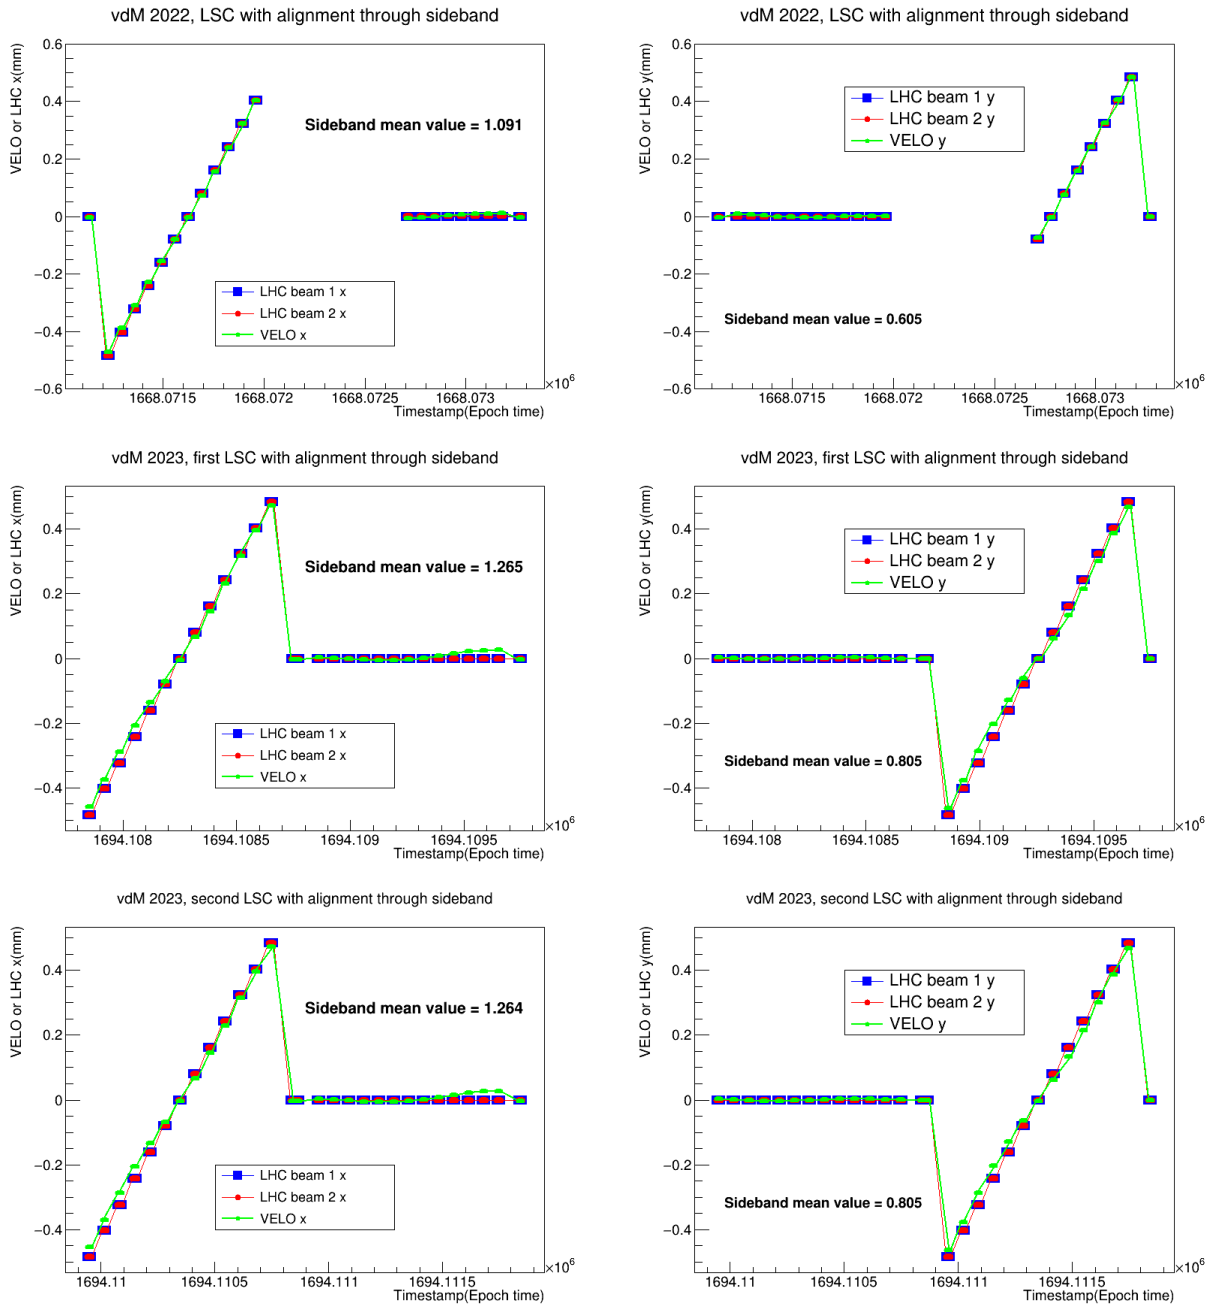 vdM 2022, LSC with alignment through sideband
VELO or LHC x(mm)
0.6
0.4
0.2
0
−0.2
−0.4
−0.6
Sideband mean value = 1.091
LHC beam 1 x
LHC beam 2 x
VELO x
1668.0715
1668.072
1668.0725
1668.073
×10⁶
Timestamp(Epoch time)
vdM 2022, LSC with alignment through sideband
VELO or LHC y(mm)
0.6
0.4
0.2
0
−0.2
−0.4
−0.6
LHC beam 1 y
LHC beam 2 y
VELO y
Sideband mean value = 0.605
1668.0715
1668.072
1668.0725
1668.073
×10⁶
Timestamp(Epoch time)
vdM 2023, first LSC with alignment through sideband
VELO or LHC x(mm)
0.4
0.2
0
−0.2
−0.4
Sideband mean value = 1.265
LHC beam 1 x
LHC beam 2 x
VELO x
1694.108
1694.1085
1694.109
1694.1095
×10⁶
Timestamp(Epoch time)
vdM 2023, first LSC with alignment through sideband
VELO or LHC y(mm)
0.4
0.2
0
−0.2
−0.4
LHC beam 1 y
LHC beam 2 y
VELO y
Sideband mean value = 0.805
1694.108
1694.1085
1694.109
1694.1095
×10⁶
Timestamp(Epoch time)
vdM 2023, second LSC with alignment through sideband
VELO or LHC x(mm)
0.4
0.2
0
−0.2
−0.4
Sideband mean value = 1.264
LHC beam 1 x
LHC beam 2 x
VELO x
1694.11
1694.1105
1694.111
1694.1115
×10⁶
Timestamp(Epoch time)
vdM 2023, second LSC with alignment through sideband
VELO or LHC y(mm)
0.4
0.2
0
−0.2
−0.4
LHC beam 1 y
LHC beam 2 y
VELO y
Sideband mean value = 0.805
1694.11
1694.1105
1694.111
1694.1115
×10⁶
Timestamp(Epoch time)